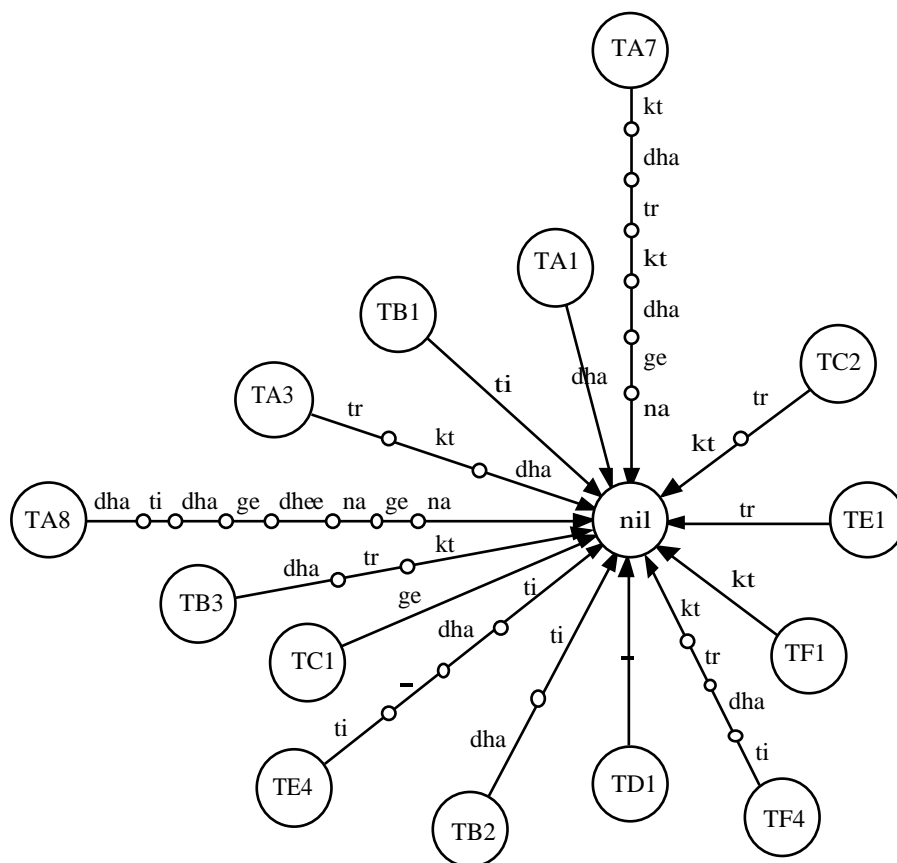 TA7
kt
dha
tr
kt
dha
ge
na
TA1
dha
TB1
ti
TC2
tr
kt
TA3
tr
kt
dha
TA8
dha ti dha ge dhee na ge na
nil
TE1
tr
TB3
dha
tr
kt
TC1
ge
TF1
kt
TE4
ti
-
dha
ti
TB2
dha
ti
TD1
-
TF4
ti
dha
tr
kt